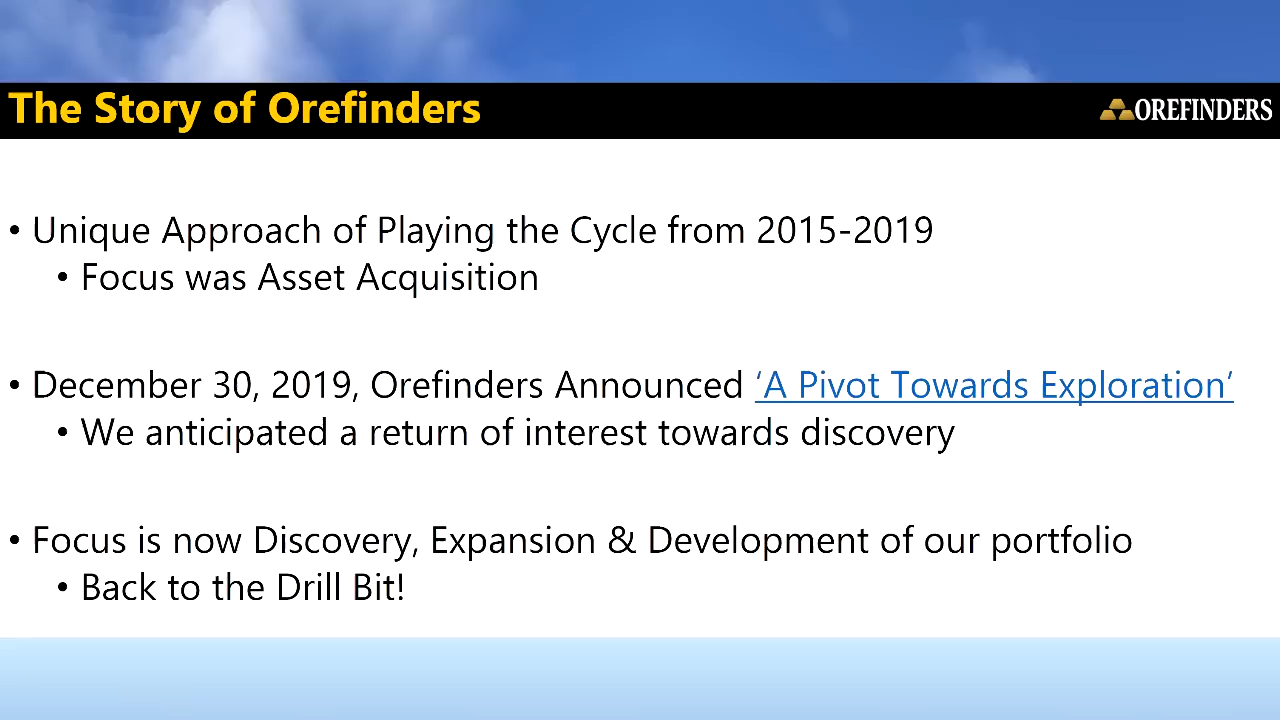 The Story of Orefinders
OREFINDERS
• Unique Approach of Playing the Cycle from 2015-2019
• Focus was Asset Acquisition
• December 30, 2019, Orefinders Announced ‘A Pivot Towards Exploration’
• We anticipated a return of interest towards discovery
• Focus is now Discovery, Expansion & Development of our portfolio
• Back to the Drill Bit!